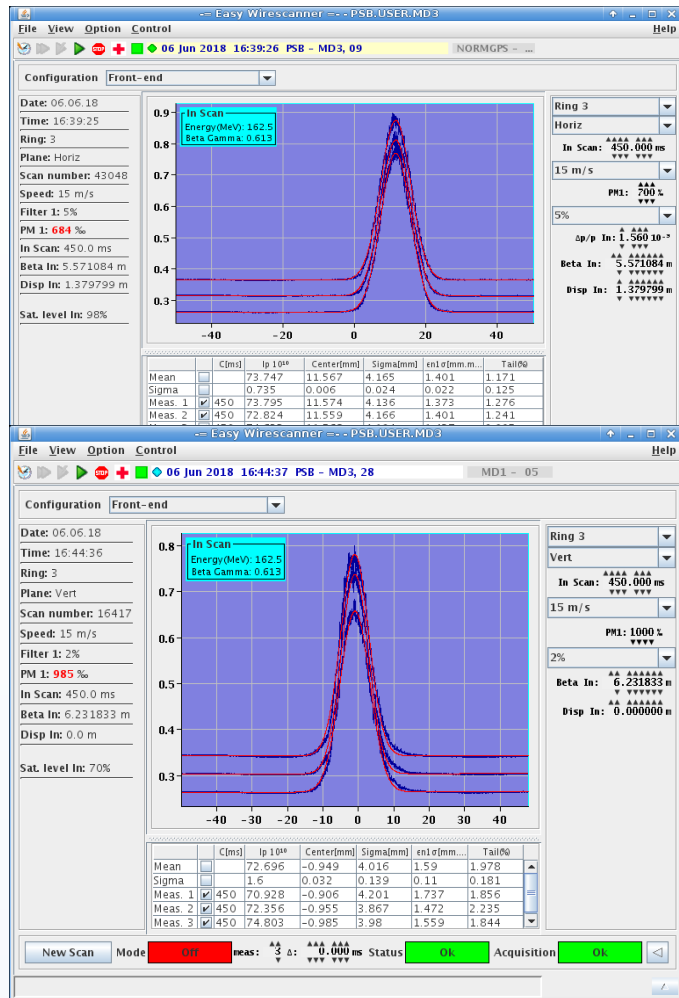 -= Easy Wirescanner =- - PSB.USER.MD3
File View Option Control Help
06 Jun 2018 16:39:26 PSB - MD3, 09 NORMGPS - ...
Configuration Front-end
Date: 06.06.18
Time: 16:39:25
Ring: 3
Plane: Horiz
Scan number: 43048
Speed: 15 m/s
Filter 1: 5%
PM 1: 684 ‰
In Scan: 450.0 ms
Beta In: 5.571084 m
Disp In: 1.379799 m
Sat. level In: 98%
In Scan
Energy(MeV): 162.5
Beta Gamma: 0.613
0.9
0.8
0.7
0.6
0.5
0.4
0.3
-40 -20 0 20 40
Ring 3
Horiz
In Scan: 450.000 ms
15 m/s
PM1: 700 ‰
5%
Δp/p In: 1.560 10⁻³
Beta In: 5.571084 m
Disp In: 1.379799 m
C[ms] Ip 10¹⁰ Center[mm] Sigma[mm] εn1σ[mm.m... Tail(%)
Mean 73.747 11.567 4.165 1.401 1.171
Sigma 0.735 0.006 0.024 0.022 0.125
Meas. 1 450 73.795 11.574 4.136 1.373 1.276
Meas. 2 450 72.824 11.559 4.166 1.401 1.241
-= Easy Wirescanner =- - PSB.USER.MD3
File View Option Control Help
06 Jun 2018 16:44:37 PSB - MD3, 28 MD1 - 05
Configuration Front-end
Date: 06.06.18
Time: 16:44:36
Ring: 3
Plane: Vert
Scan number: 16417
Speed: 15 m/s
Filter 1: 2%
PM 1: 985 ‰
In Scan: 450.0 ms
Beta In: 6.231833 m
Disp In: 0.0 m
Sat. level In: 70%
In Scan
Energy(MeV): 162.5
Beta Gamma: 0.613
0.8
0.7
0.6
0.5
0.4
0.3
-40 -30 -20 -10 0 10 20 30 40
Ring 3
Vert
In Scan: 450.000 ms
15 m/s
PM1: 1000 ‰
2%
Beta In: 6.231833 m
Disp In: 0.000000 m
C[ms] Ip 10¹⁰ Center[mm] Sigma[mm] εn1σ[mm.... Tail(%)
Mean 72.696 -0.949 4.016 1.59 1.978
Sigma 1.6 0.032 0.139 0.11 0.181
Meas. 1 450 70.928 -0.906 4.201 1.737 1.856
Meas. 2 450 72.356 -0.955 3.867 1.472 2.235
Meas. 3 450 74.803 -0.985 3.98 1.559 1.844
New Scan Mode Off meas: 3 Δ: 0.000 ms Status Ok Acquisition Ok